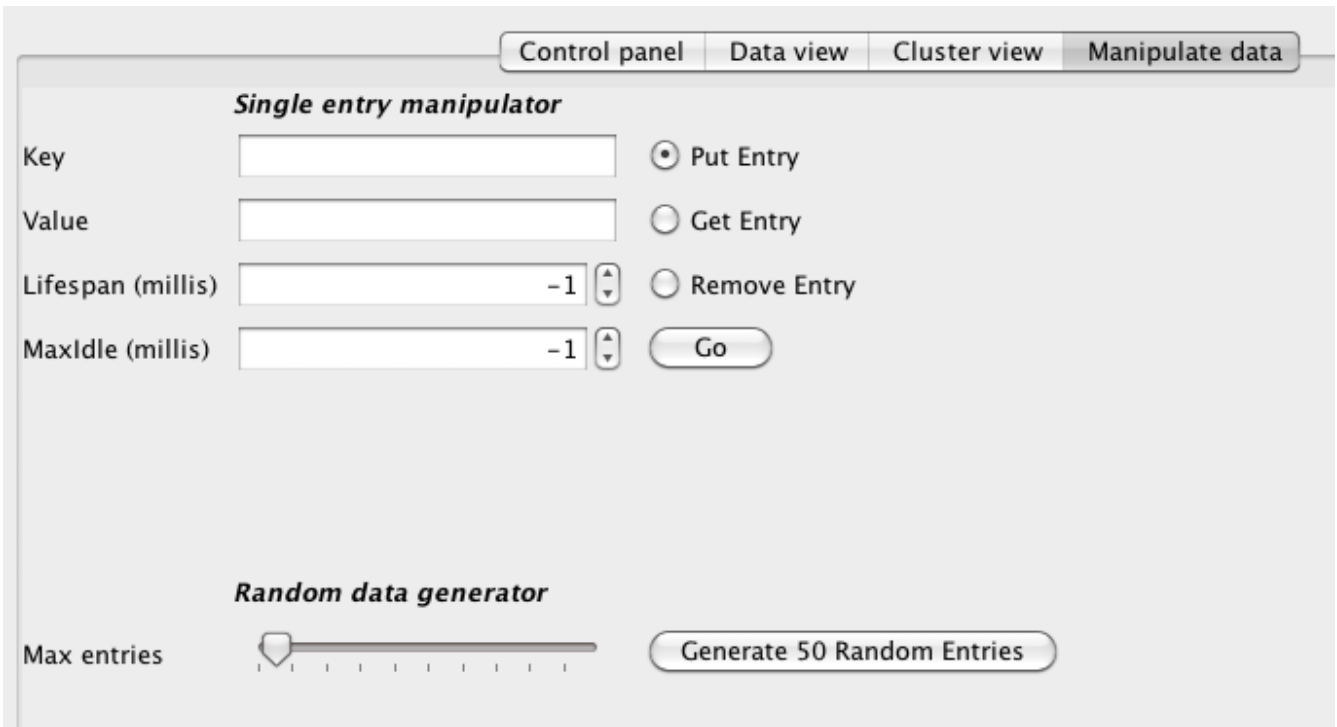 Control panel Data view Cluster view Manipulate data
Single entry manipulator
Key Put Entry
Value Get Entry
Lifespan (millis) -1 Remove Entry
MaxIdle (millis) -1 Go
Random data generator
Max entries Generate 50 Random Entries